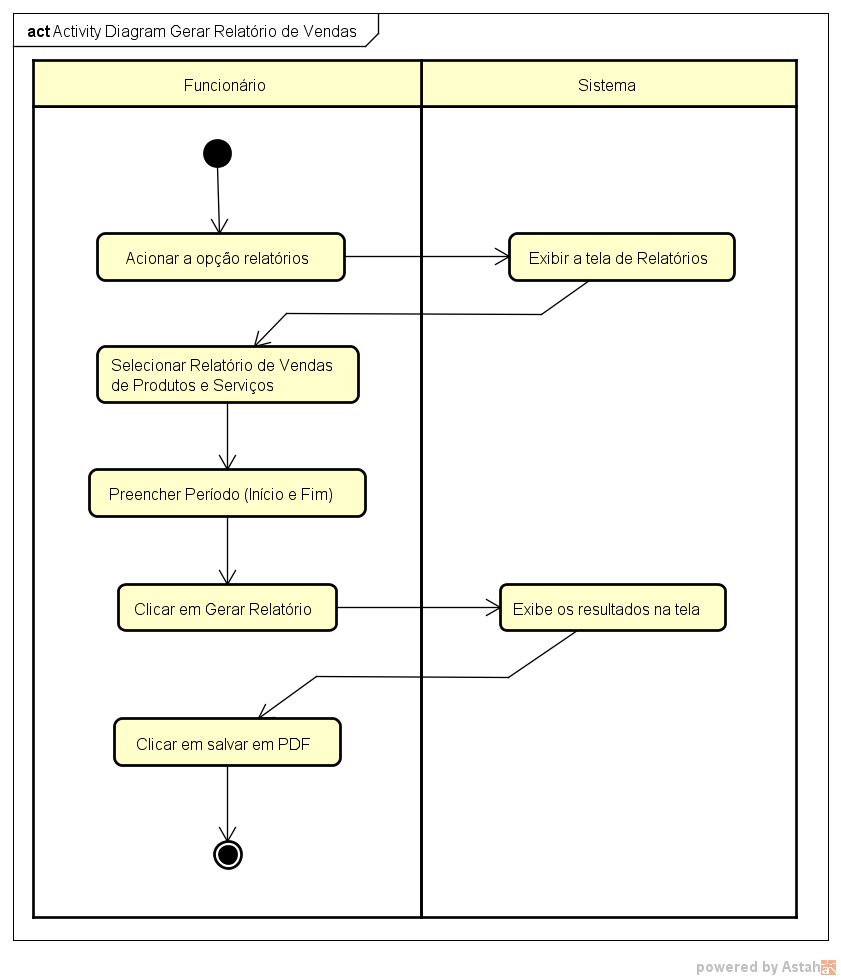 act Activity Diagram Gerar Relatório de Vendas
Funcionário
Sistema
Acionar a opção relatórios
Exibir a tela de Relatórios
Selecionar Relatório de Vendas
de Produtos e Serviços
Preencher Período (Início e Fim)
Clicar em Gerar Relatório
Exibe os resultados na tela
Clicar em salvar em PDF
powered by Astah